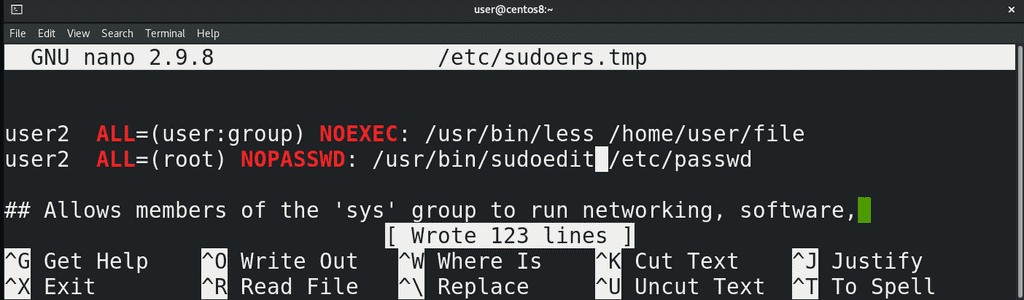 user@centos8:~
File Edit View Search Terminal Help
GNU nano 2.9.8 /etc/sudoers.tmp
user2 ALL=(user:group) NOEXEC: /usr/bin/less /home/user/file
user2 ALL=(root) NOPASSWD: /usr/bin/sudoedit /etc/passwd
## Allows members of the 'sys' group to run networking, software,
[ Wrote 123 lines ]
^G Get Help ^O Write Out ^W Where Is ^K Cut Text ^J Justify
^X Exit ^R Read File ^\ Replace ^U Uncut Text ^T To Spell